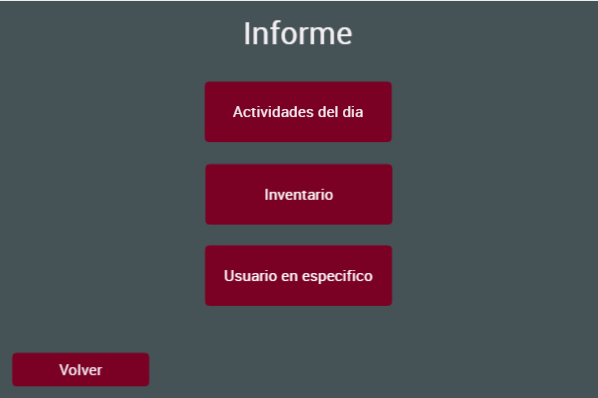 Informe
Actividades del dia
Inventario
Usuario en especifico
Volver